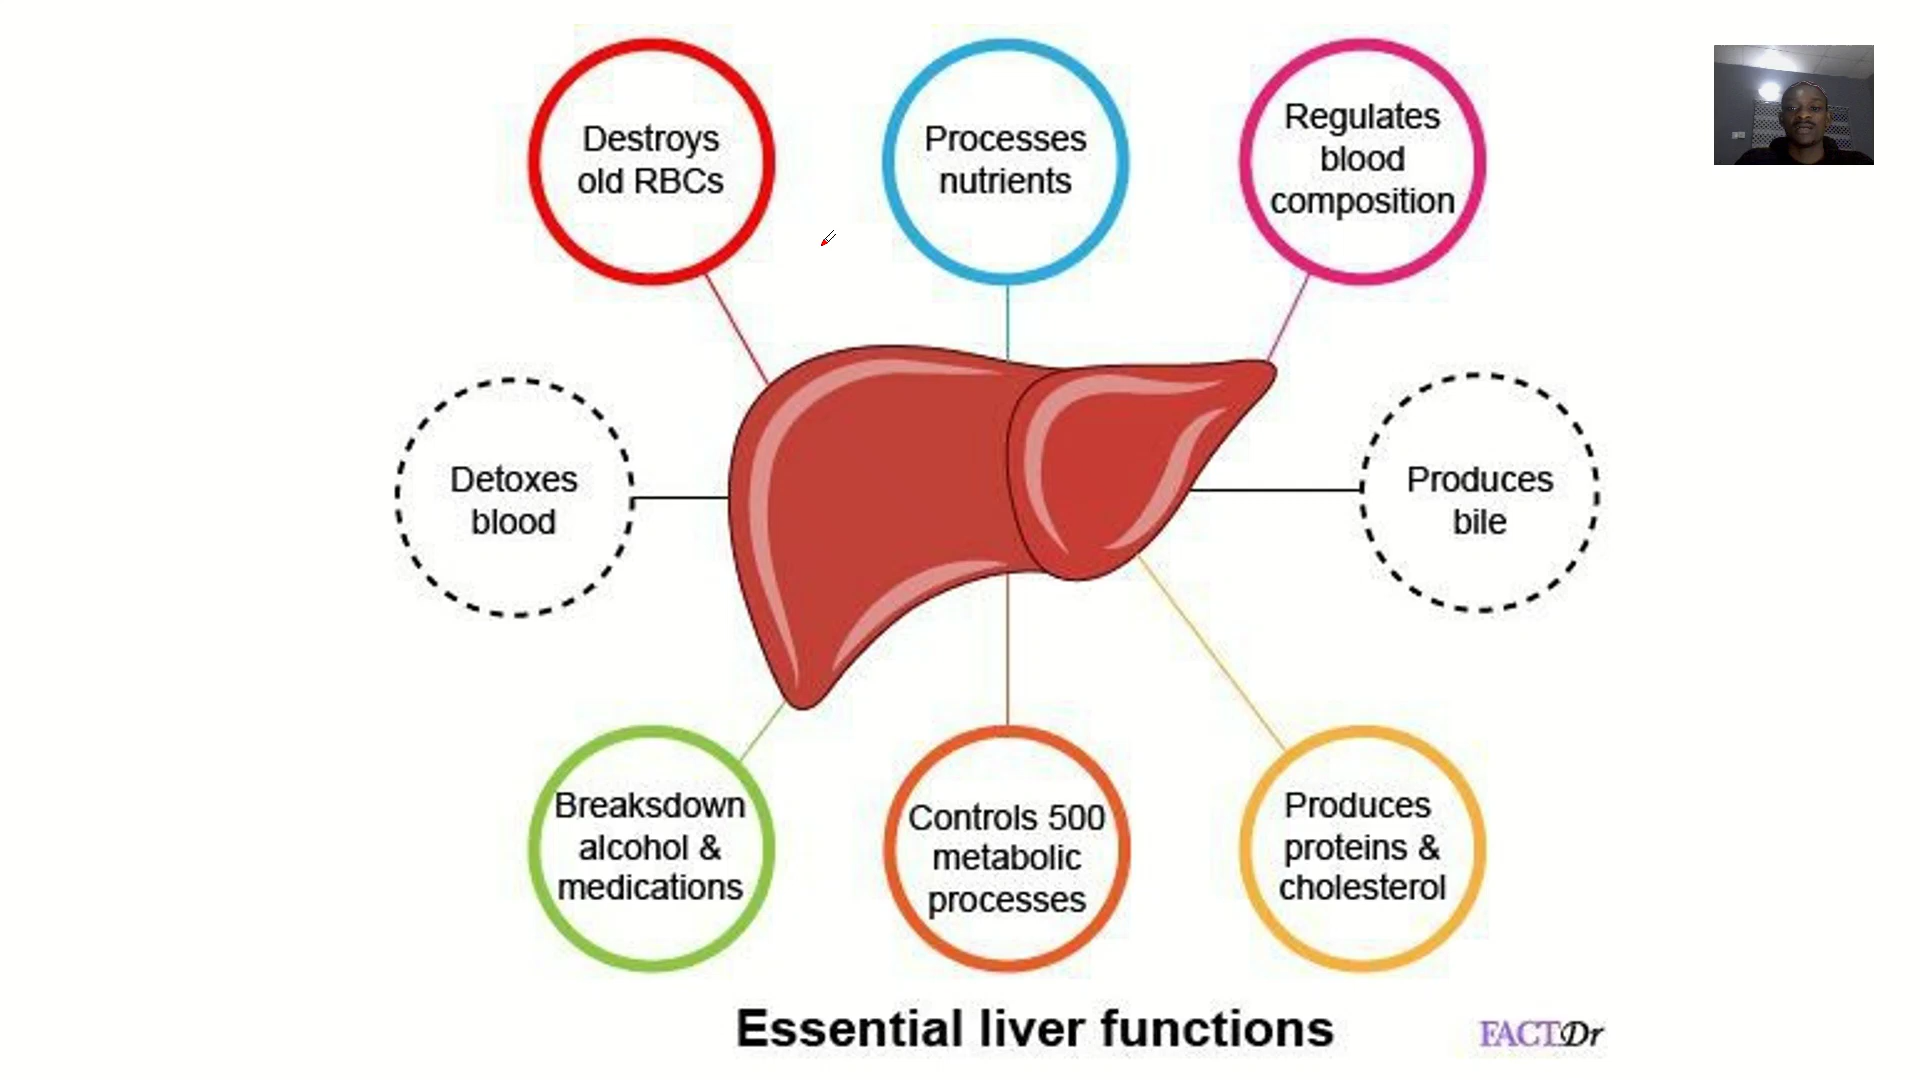 Destroys
old RBCs
Processes
nutrients
Regulates
blood
composition
Detoxes
blood
Produces
bile
Breaksdown
alcohol &
medications
Controls 500
metabolic
processes
Produces
proteins &
cholesterol
Essential liver functions
FACTDr